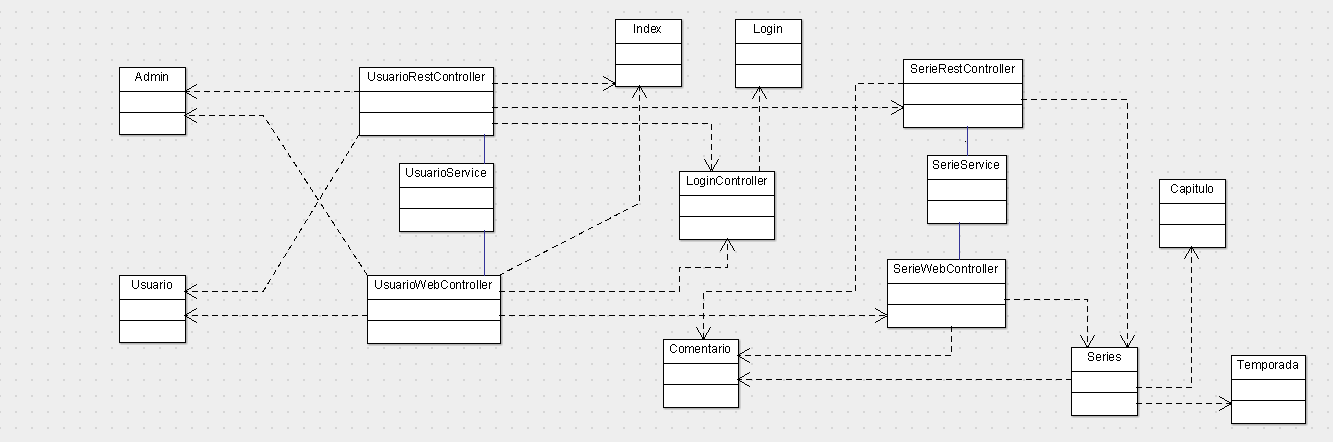 Index
Login
SerieRestController
Admin
UsuarioRestController
UsuarioService
LoginController
SerieService
Capitulo
SerieWebController
Usuario
UsuarioWebController
Comentario
Series
Temporada